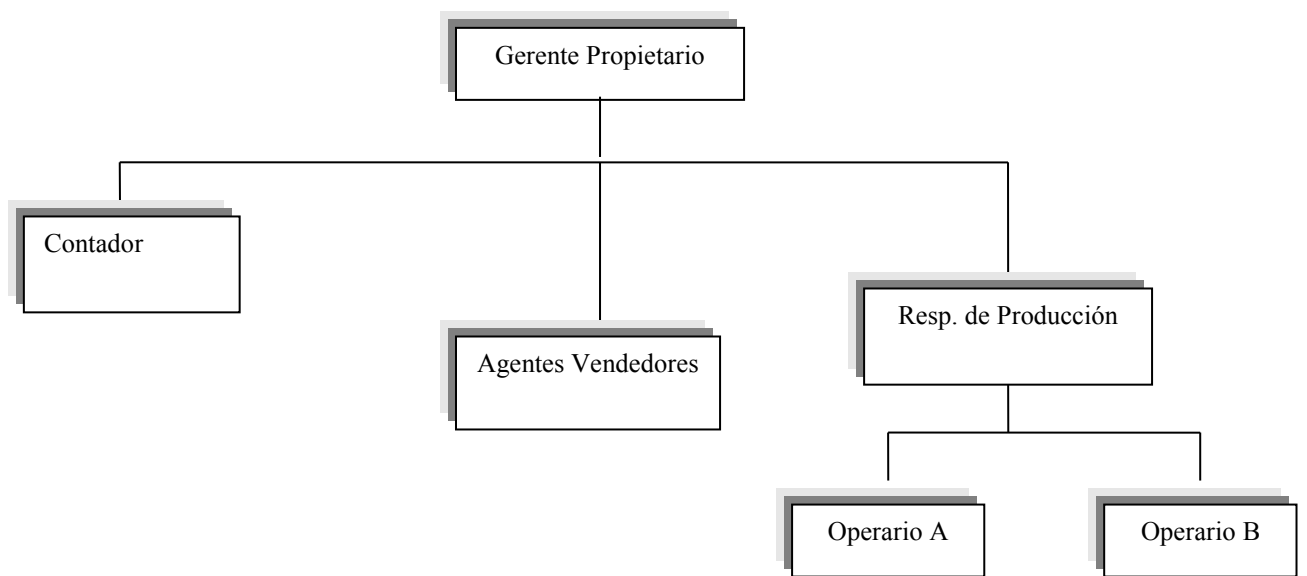 Gerente Propietario
Contador
Agentes Vendedores
Resp. de Producción
Operario A
Operario B